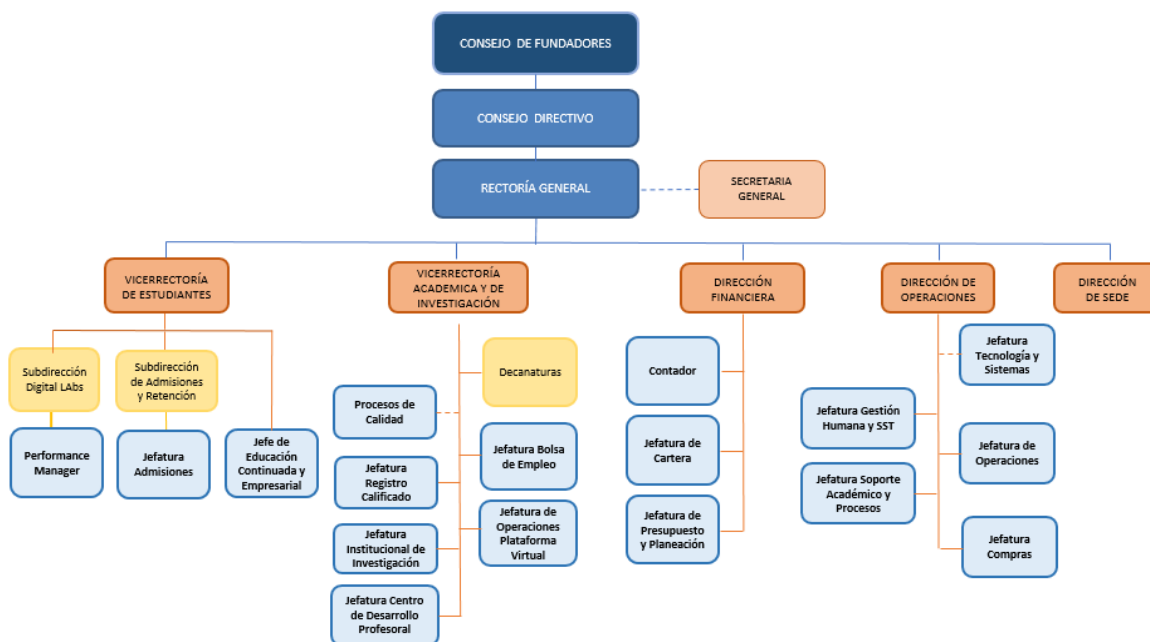 CONSEJO DE FUNDADORES
CONSEJO DIRECTIVO
RECTORÍA GENERAL
SECRETARIA
GENERAL
VICERRECTORÍA
DE ESTUDIANTES
VICERRECTORÍA
ACADEMICA Y DE
INVESTIGACIÓN
DIRECCIÓN
FINANCIERA
DIRECCIÓN DE
OPERACIONES
DIRECCIÓN
DE SEDE
Subdirección
Digital LAbs
Subdirección
de Admisiones
y Retención
Performance
Manager
Jefatura
Admisiones
Jefe de
Educación
Continuada y
Empresarial
Decanaturas
Procesos de
Calidad
Jefatura Bolsa
de Empleo
Jefatura
Registro
Calificado
Jefatura de
Operaciones
Plataforma
Virtual
Jefatura
Institucional de
Investigación
Jefatura Centro
de Desarrollo
Profesoral
Contador
Jefatura de
Cartera
Jefatura de
Presupuesto
y Planeación
Jefatura
Tecnología y
Sistemas
Jefatura Gestión
Humana y SST
Jefatura de
Operaciones
Jefatura Soporte
Académico y
Procesos
Jefatura
Compras